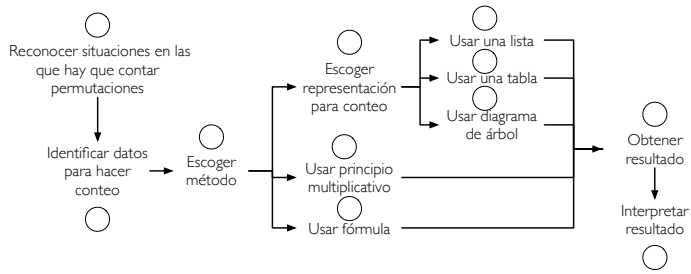 Reconocer situaciones en las
que hay que contar
permutaciones
Identificar datos
para hacer
conteo
Escoger
método
Escoger
representación
para conteo
Usar una lista
Usar una tabla
Usar diagrama
de árbol
Usar principio
multiplicativo
Usar fórmula
Obtener
resultado
Interpretar
resultado